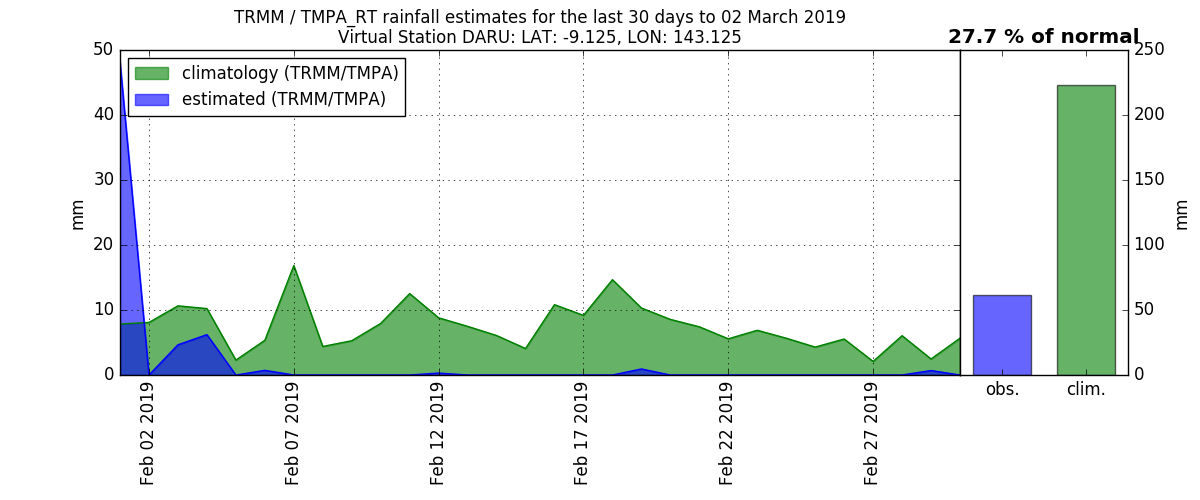 TRMM / TMPA_RT rainfall estimates for the last 30 days to 02 March 2019
Virtual Station DARU: LAT: -9.125, LON: 143.125
27.7 % of normal
climatology (TRMM/TMPA)
estimated (TRMM/TMPA)
50
40
30
20
10
0
mm
Feb 02 2019
Feb 07 2019
Feb 12 2019
Feb 17 2019
Feb 22 2019
Feb 27 2019
obs.
clim.
250
200
150
100
50
0
mm